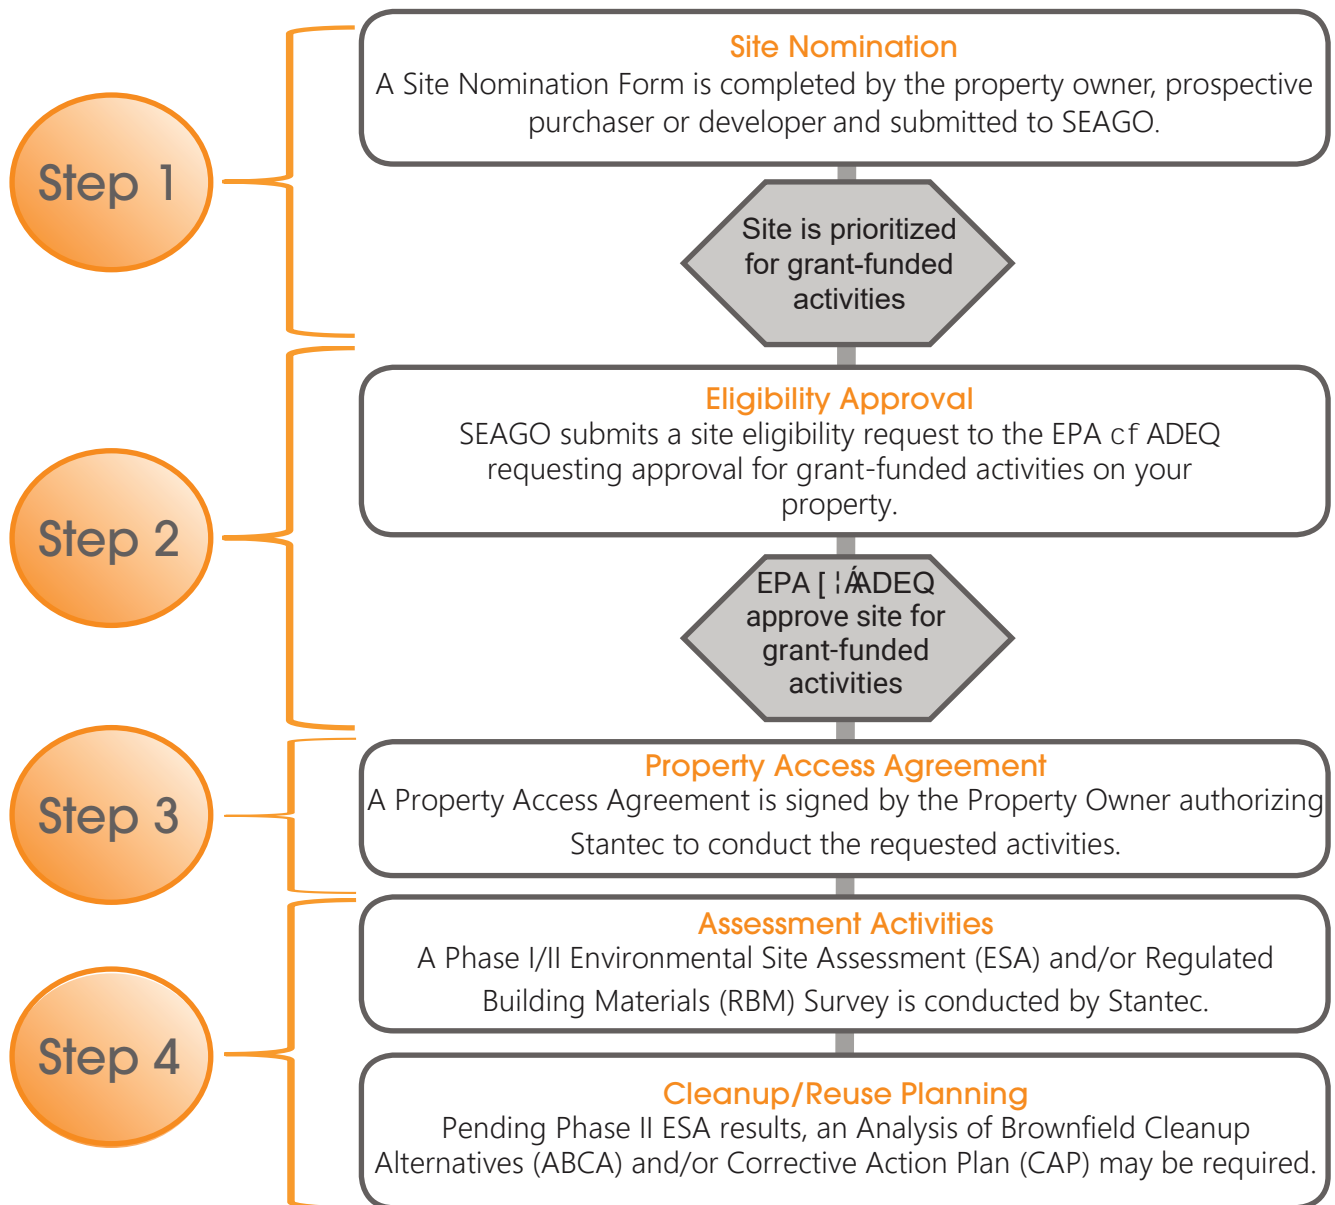 Step 1
Site Nomination
A Site Nomination Form is completed by the property owner, prospective
purchaser or developer and submitted to SEAGO.
Site is prioritized
for grant-funded
activities
Step 2
Eligibility Approval
SEAGO submits a site eligibility request to the EPA cf ADEQ
requesting approval for grant-funded activities on your
property.
EPA [ ¦Á ADEQ
approve site for
grant-funded
activities
Step 3
Property Access Agreement
A Property Access Agreement is signed by the Property Owner authorizing
Stantec to conduct the requested activities.
Step 4
Assessment Activities
A Phase I/II Environmental Site Assessment (ESA) and/or Regulated
Building Materials (RBM) Survey is conducted by Stantec.
Cleanup/Reuse Planning
Pending Phase II ESA results, an Analysis of Brownfield Cleanup
Alternatives (ABCA) and/or Corrective Action Plan (CAP) may be required.